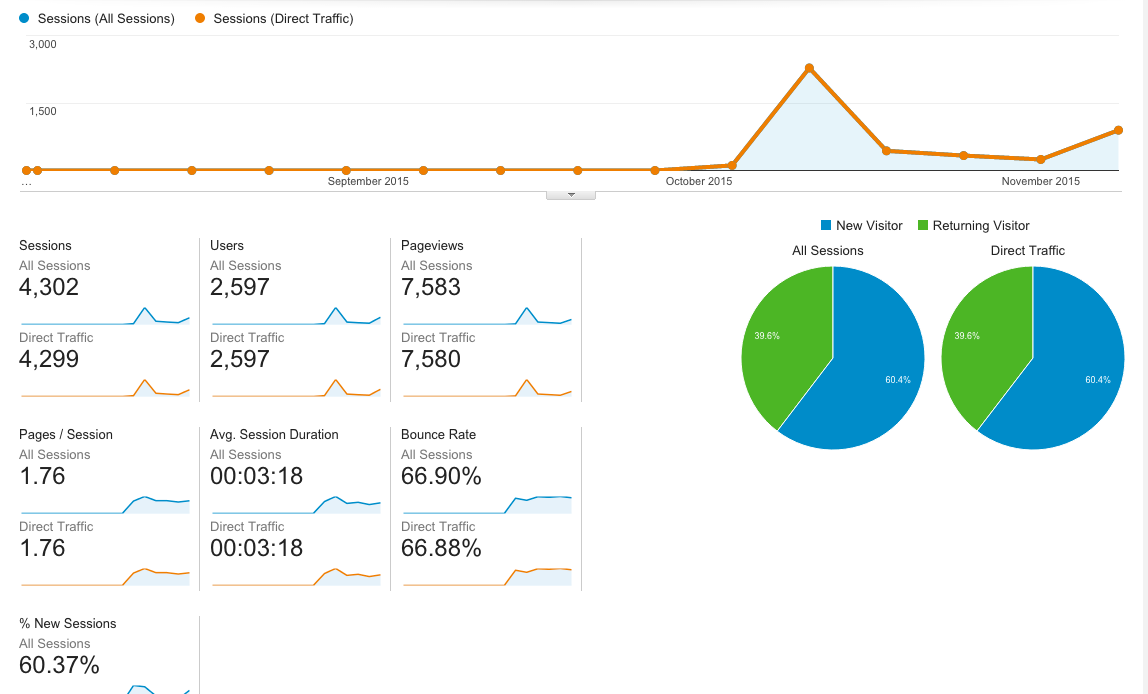 Sessions (All Sessions) Sessions (Direct Traffic)
3,000
1,500
... September 2015 October 2015 November 2015
New Visitor Returning Visitor
All Sessions Direct Traffic
39.6% 60.4% 39.6% 60.4%
Sessions Users Pageviews
All Sessions All Sessions All Sessions
4,302 2,597 7,583
Direct Traffic Direct Traffic Direct Traffic
4,299 2,597 7,580
Pages / Session Avg. Session Duration Bounce Rate
All Sessions All Sessions All Sessions
1.76 00:03:18 66.90%
Direct Traffic Direct Traffic Direct Traffic
1.76 00:03:18 66.88%
% New Sessions
All Sessions
60.37%